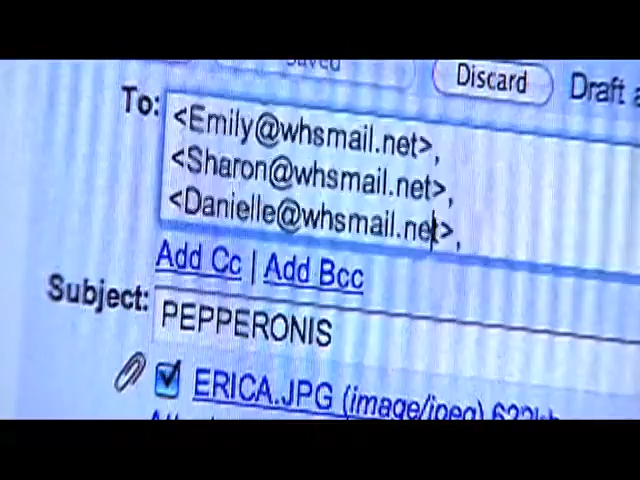 Saved Discard Draft a
To: <Emily@whsmail.net>,
<Sharon@whsmail.net>,
<Danielle@whsmail.net>,
Add Cc | Add Bcc
Subject: PEPPERONIS
ERICA.JPG (image/jpeg)